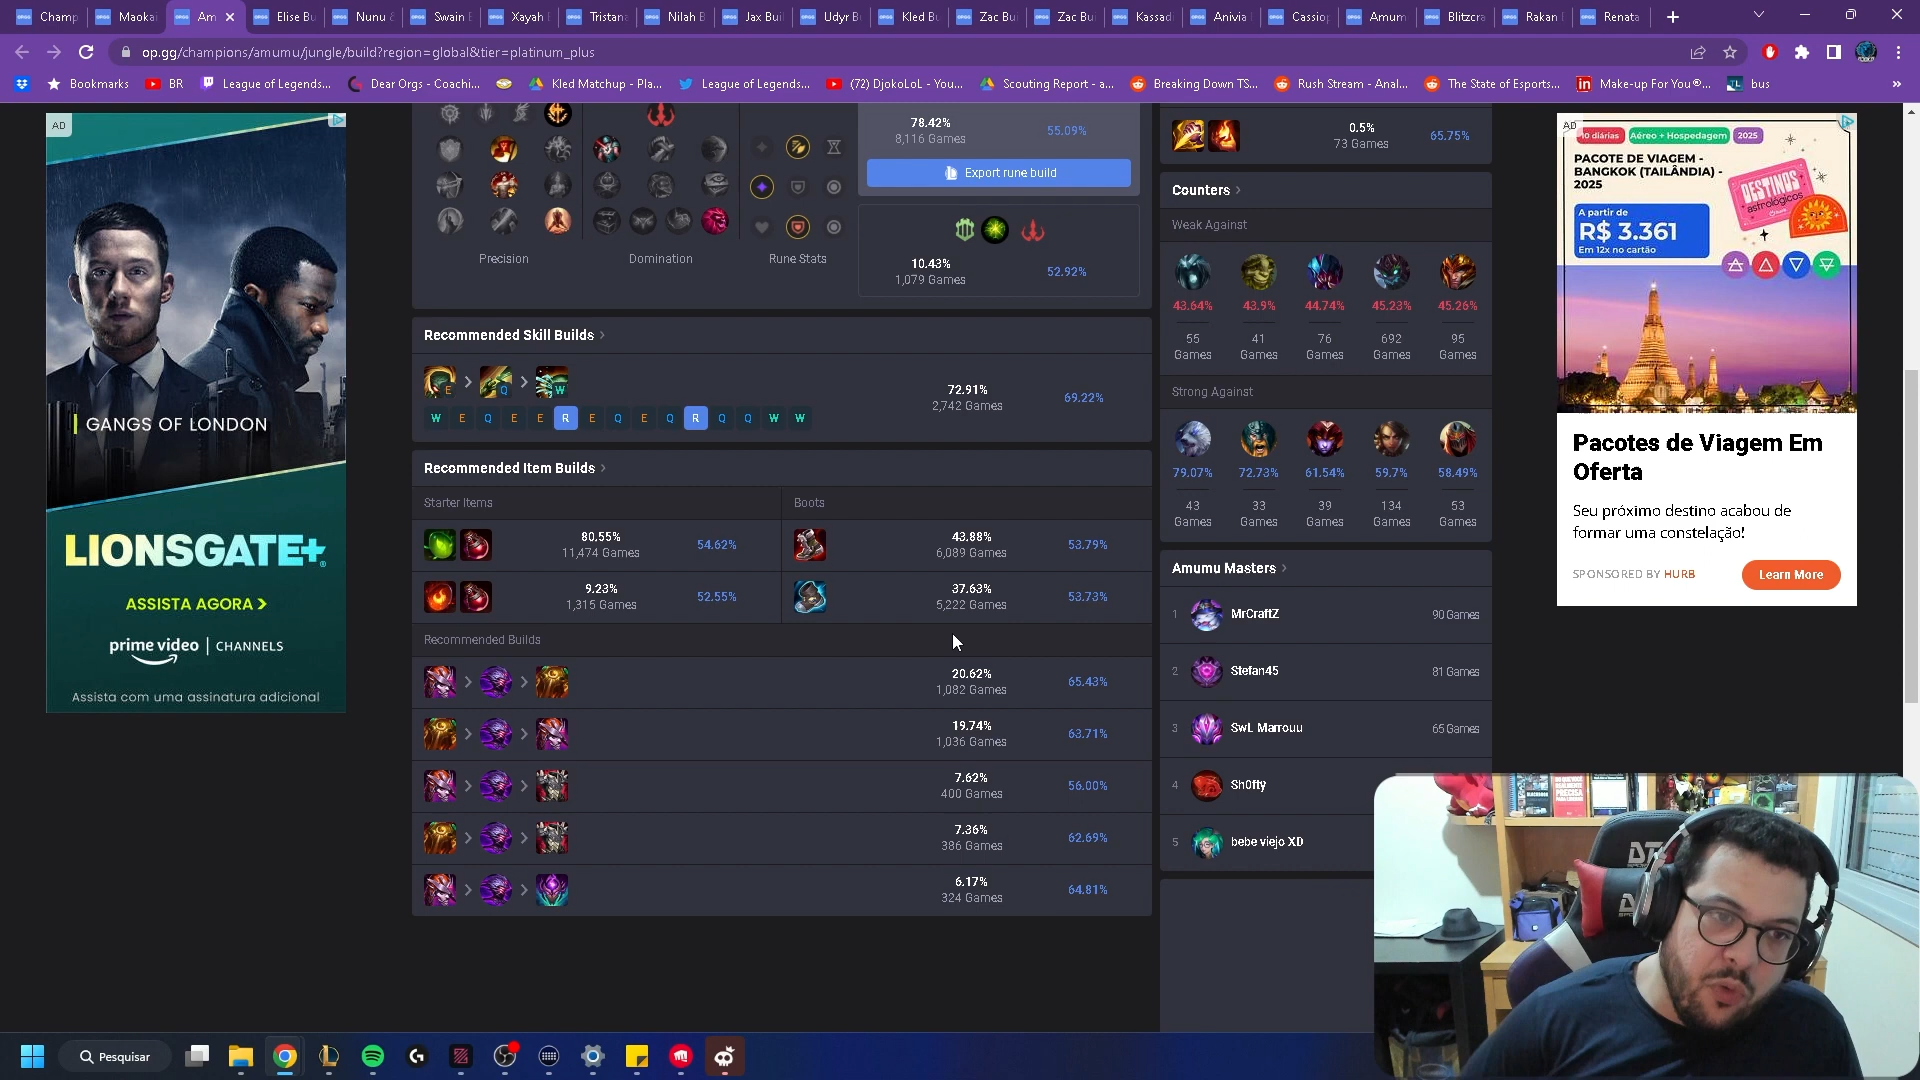 Champ
Maokai
Am
Elise Bu
Nunu &
Swain B
Xayah B
Tristana
Nilah B
Jax Buil
Udyr Bu
Kled Bu
Zac Bui
Zac Bui
Kassadi
Anivia
Cassiop
Amumu
Blitzcra
Rakan
Renata
op.gg/champions/amumu/jungle/build?region=global&tier=platinum_plus
Bookmarks
BR
League of Legends...
Dear Orgs - Coachi...
Kled Matchup - Pla...
League of Legends...
(72) DjokoLoL - You...
Scouting Report - a...
Breaking Down TS...
Rush Stream - Anal...
The State of Esports...
Make-up For You®...
TL
bus
AD
GANGS OF LONDON
LIONSGATE+
ASSISTA AGORA >
prime video | CHANNELS
Assista com uma assinatura adicional
Precision
Domination
Rune Stats
78.42%
8,116 Games
55.09%
Export rune build
10.43%
1,079 Games
52.92%
Recommended Skill Builds
E
Q
W
W E Q E E R E Q E Q R Q Q W W
72.91%
2,742 Games
69.22%
Recommended Item Builds
Starter Items
Boots
80.55%
11,474 Games
54.62%
43.88%
6,089 Games
53.79%
9.23%
1,315 Games
52.55%
37.63%
5,222 Games
53.73%
Recommended Builds
20.62%
1,082 Games
65.43%
19.74%
1,036 Games
63.71%
7.62%
400 Games
56.00%
7.36%
386 Games
62.69%
6.17%
324 Games
64.81%
0.5%
73 Games
65.75%
Counters
Weak Against
43.64% 43.9% 44.74% 45.23% 45.26%
55 41 76 692 95
Games Games Games Games Games
Strong Against
79.07% 72.73% 61.54% 59.7% 58.49%
43 33 39 134 53
Games Games Games Games Games
Amumu Masters
1 MrCraftZ 90 Games
2 Stefan45 81 Games
3 SwL Marrouu 65 Games
4 Sh0fty
5 bebe viejo XD
AD
10 diárias
Aéreo + Hospedagem
2025
PACOTE DE VIAGEM -
BANGKOK (TAILÂNDIA) -
2025
DESTINOS
astrológicos
A partir de
R$ 3.361
Em 12x no cartão
Pacotes de Viagem Em
Oferta
Seu próximo destino acabou de
formar uma constelação!
SPONSORED BY HURB
Learn More
Pesquisar